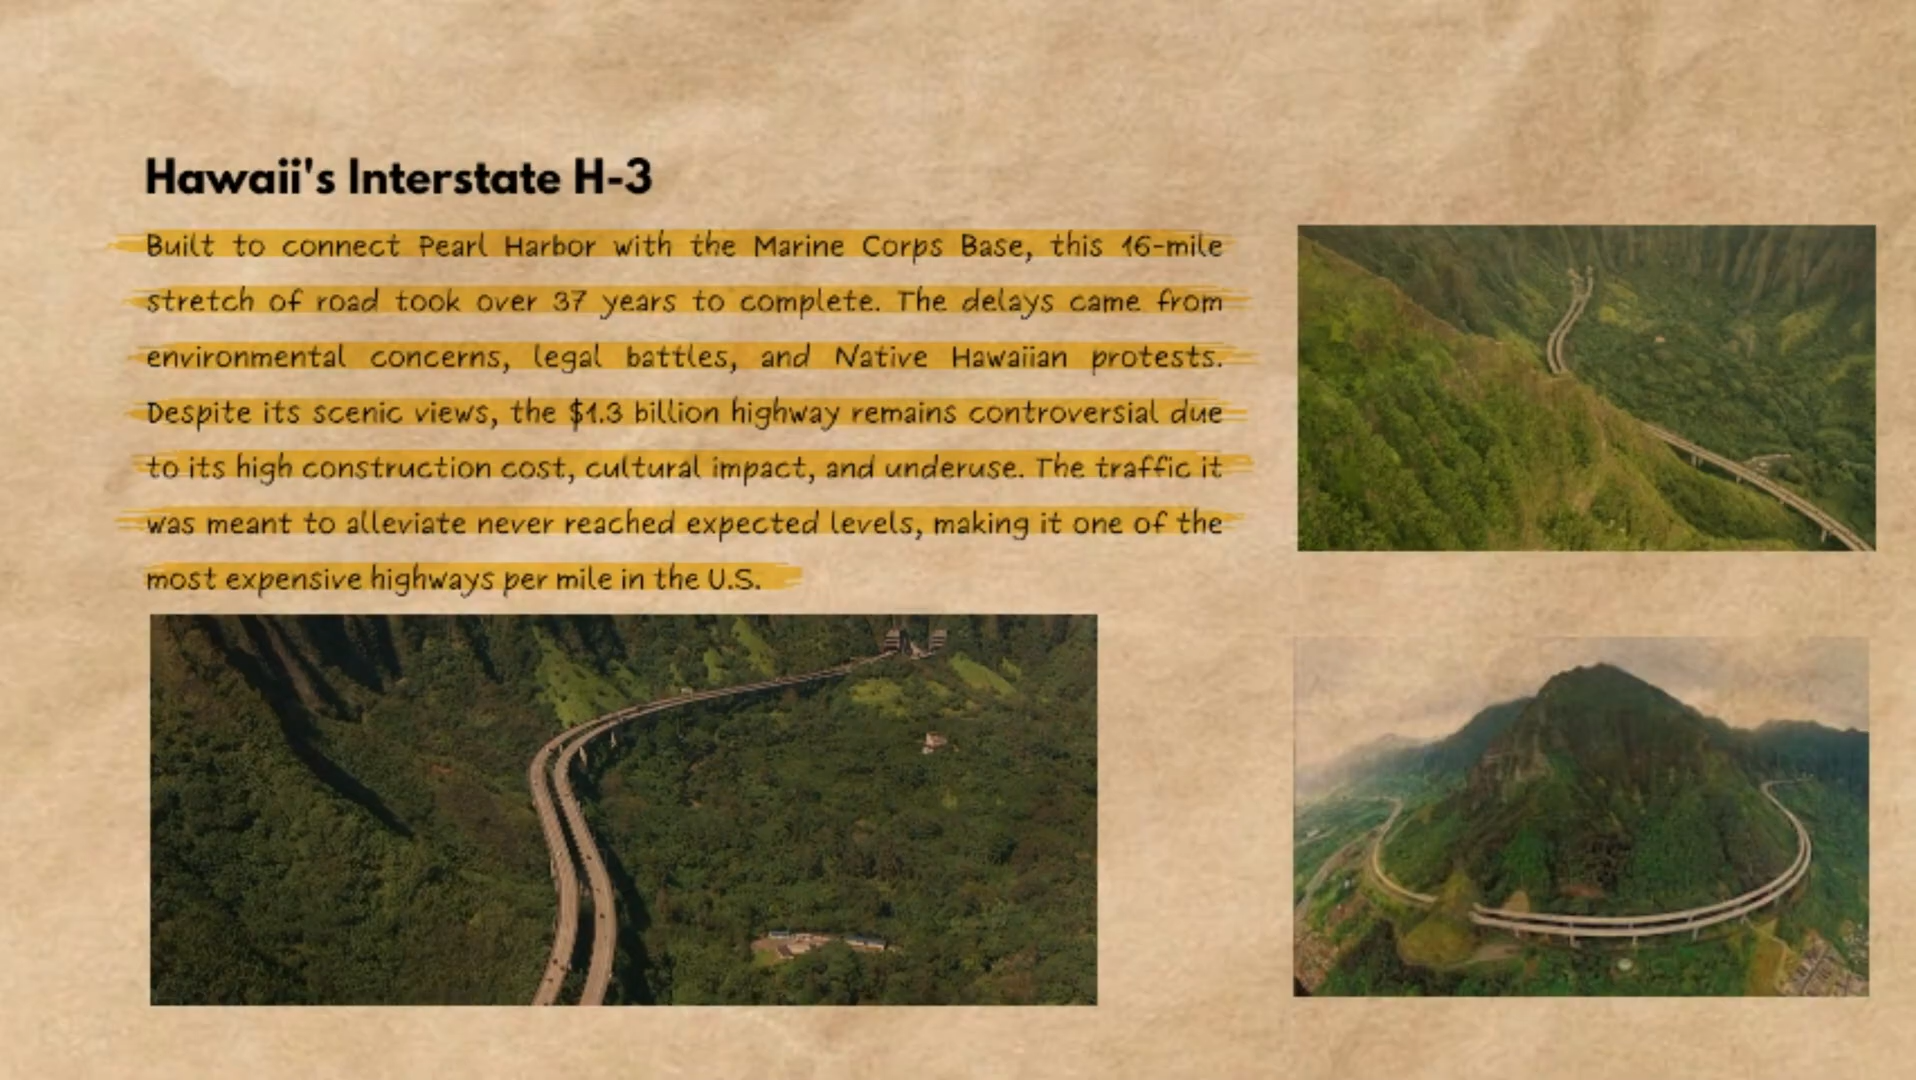 Hawaii's Interstate H-3
Built to connect Pearl Harbor with the Marine Corps Base, this 16-mile
stretch of road took over 37 years to complete. The delays came from
environmental concerns, legal battles, and Native Hawaiian protests.
Despite its scenic views, the $1.3 billion highway remains controversial due
to its high construction cost, cultural impact, and underuse. The traffic it
was meant to alleviate never reached expected levels, making it one of the
most expensive highways per mile in the U.S.